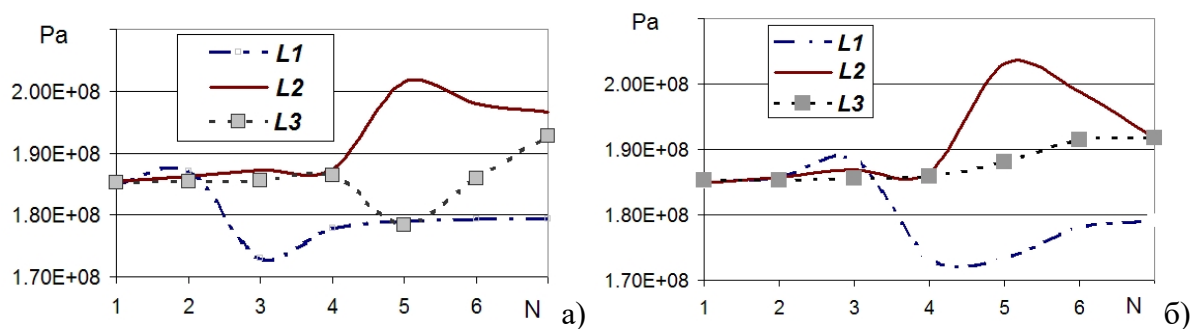 Pa
L1
L2
L3
2.00E+08
1.90E+08
1.80E+08
1.70E+08
1 2 3 4 5 6 N
а)
Pa
L1
L2
L3
2.00E+08
1.90E+08
1.80E+08
1.70E+08
1 2 3 4 5 6 N
б)